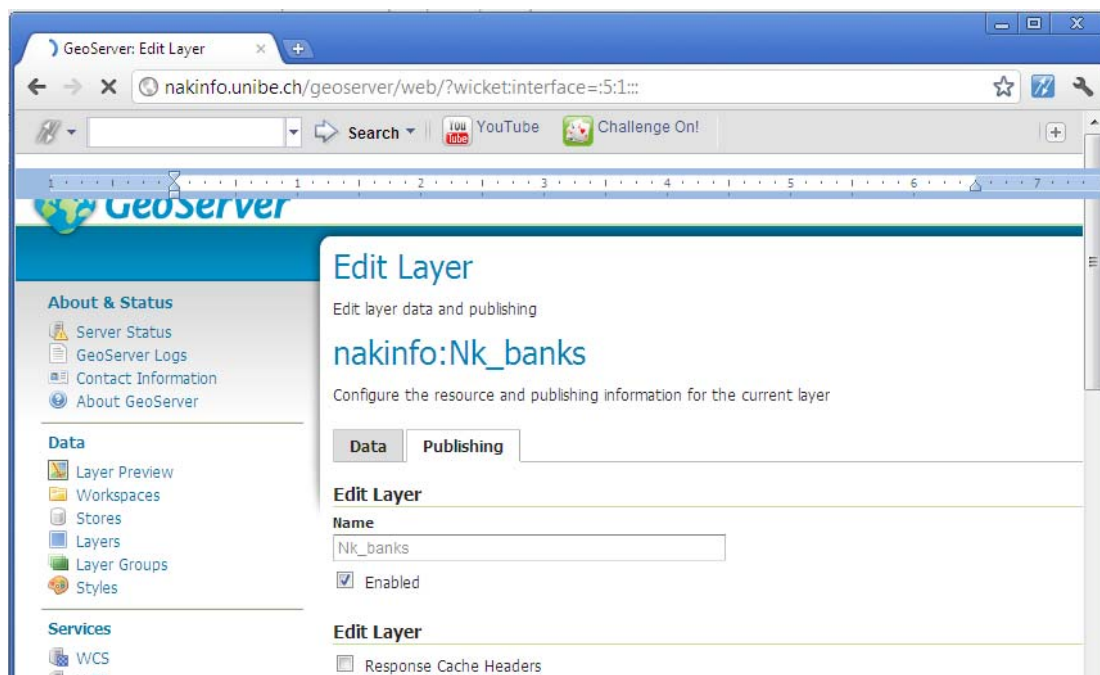 GeoServer: Edit Layer
nakinfo.unibe.ch/geoserver/web/?wicket:interface=:5:1:::
Search YouTube Challenge On!
1 1 2 3 4 5 6 7
GeoServer
Edit Layer
Edit layer data and publishing
nakinfo:Nk_banks
Configure the resource and publishing information for the current layer
Data Publishing
Edit Layer
Name
Nk_banks
Enabled
Edit Layer
Response Cache Headers
About & Status
Server Status
GeoServer Logs
Contact Information
About GeoServer
Data
Layer Preview
Workspaces
Stores
Layers
Layer Groups
Styles
Services
WCS